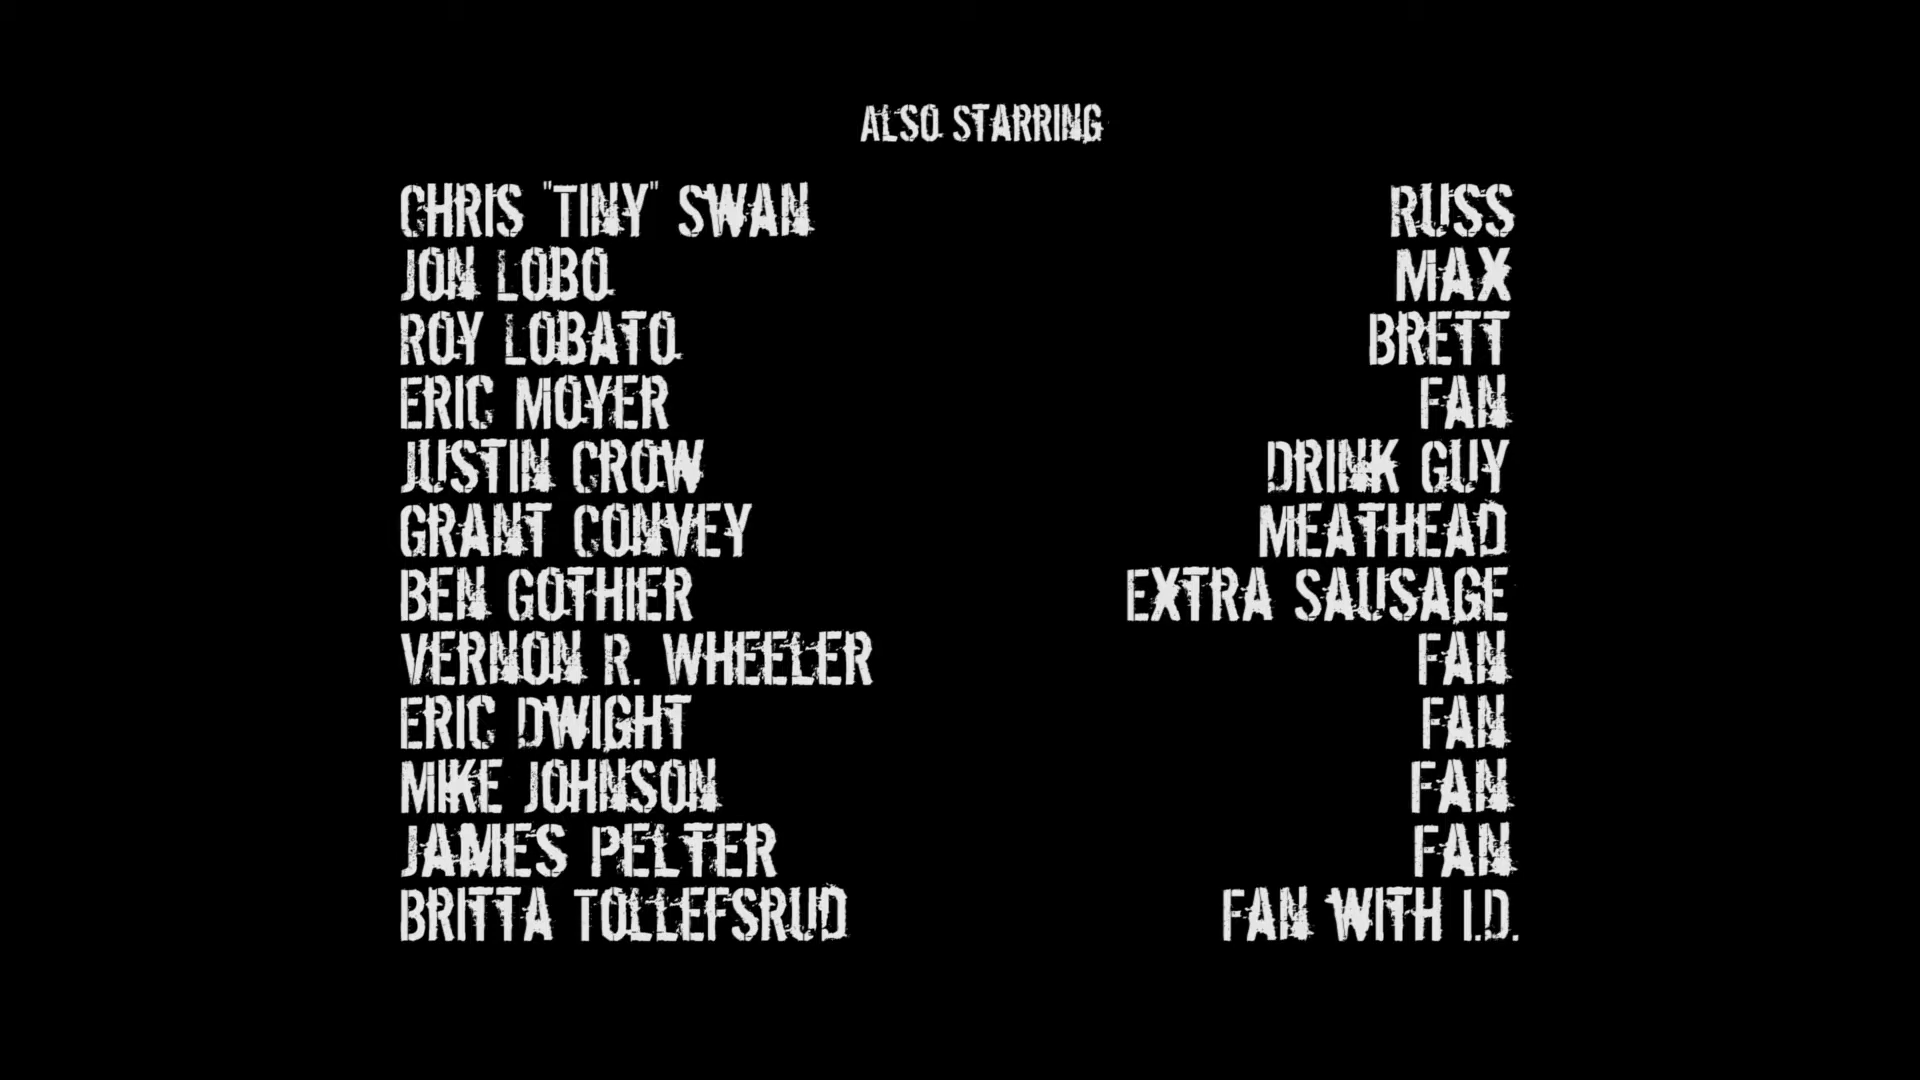 ALSO STARRING
CHRIS "TINY" SWAN RUSS
JON LOBO MAX
ROY LOBATO BRETT
ERIC MOYER FAN
JUSTIN CROW DRINK GUY
GRANT CONVEY MEATHEAD
BEN GOTHIER EXTRA SAUSAGE
VERNON R. WHEELER FAN
ERIC DWIGHT FAN
MIKE JOHNSON FAN
JAMES PELTER FAN
BRITTA TOLLEFSRUD FAN WITH I.D.